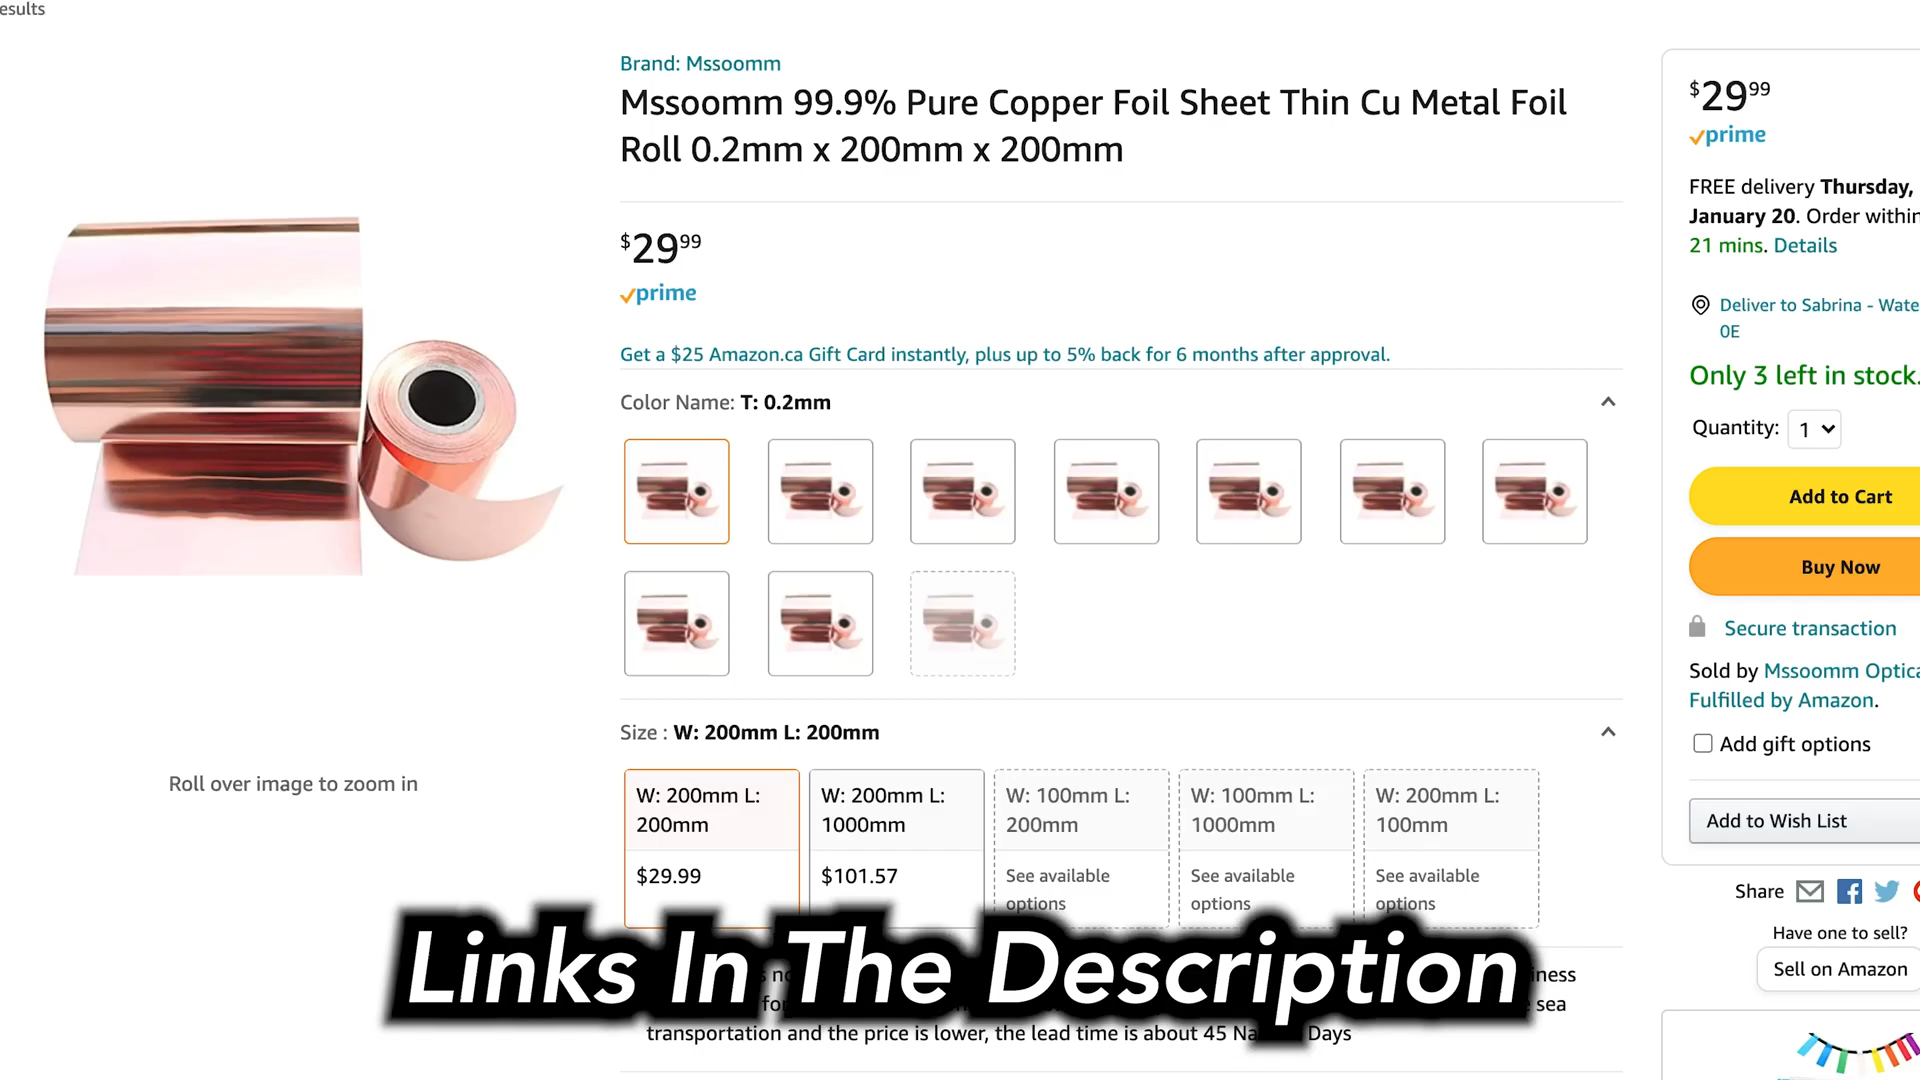 esults
Brand: Mssoomm
Mssoomm 99.9% Pure Copper Foil Sheet Thin Cu Metal Foil
Roll 0.2mm x 200mm x 200mm
$29 99
prime
Get a $25 Amazon.ca Gift Card instantly, plus up to 5% back for 6 months after approval.
Color Name: T: 0.2mm
Size : W: 200mm L: 200mm
W: 200mm L:
200mm
$29.99
W: 200mm L:
1000mm
$101.57
W: 100mm L:
200mm
See available
options
W: 100mm L:
1000mm
See available
options
W: 200mm L:
100mm
See available
options
Roll over image to zoom in
Links In The Description
transportation and the price is lower, the lead time is about 45 Days
$29 99
prime
FREE delivery Thursday,
January 20. Order within
21 mins. Details
Deliver to Sabrina - Wate
0E
Only 3 left in stock.
Quantity: 1
Add to Cart
Buy Now
Secure transaction
Sold by Mssoomm Optica
Fulfilled by Amazon.
Add gift options
Add to Wish List
Share
Have one to sell?
Sell on Amazon